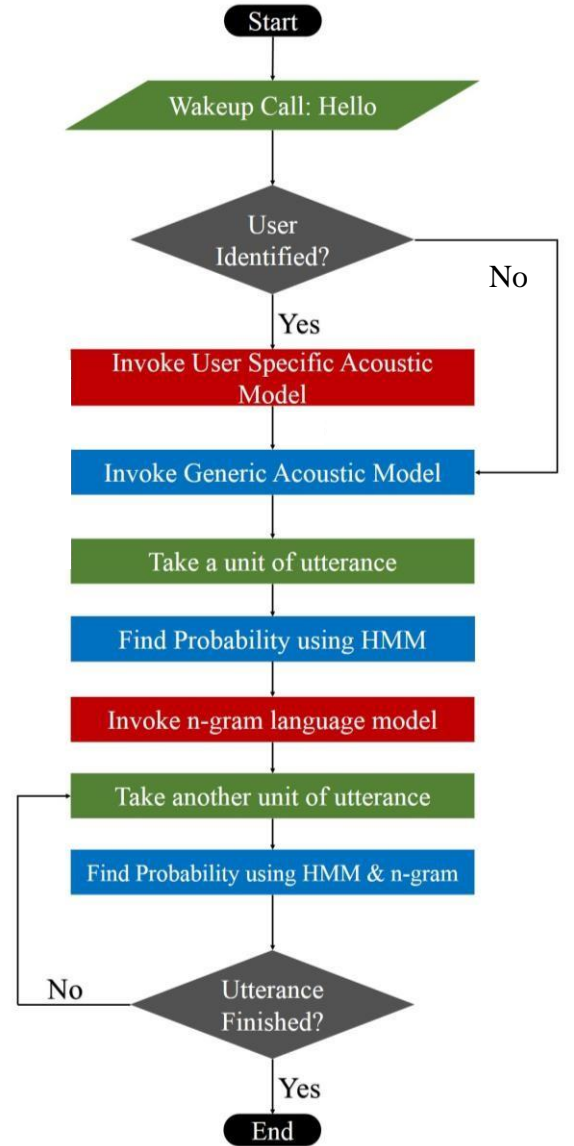 Start
Wakeup Call: Hello
User
Identified?
No
Yes
Invoke User Specific Acoustic
Model
Invoke Generic Acoustic Model
Take a unit of utterance
Find Probability using HMM
Invoke n-gram language model
Take another unit of utterance
Find Probability using HMM & n-gram
No
Utterance
Finished?
Yes
End